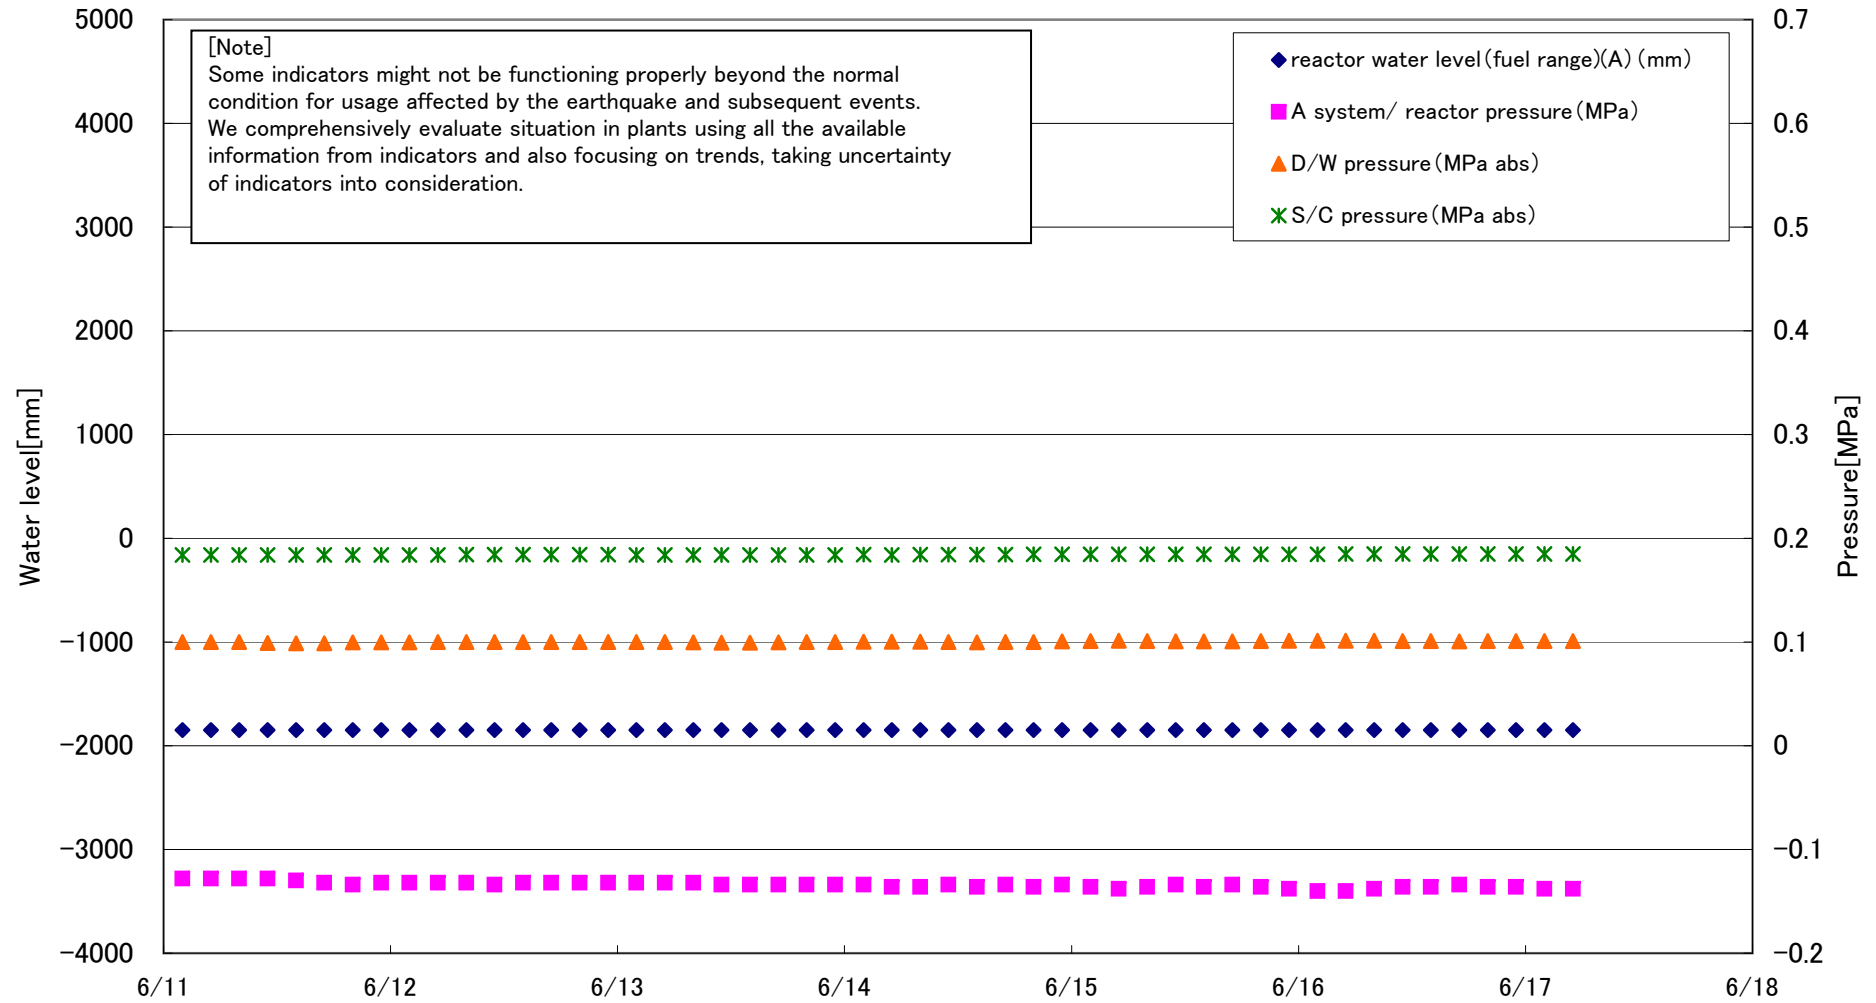 [Note]
Some indicators might not be functioning properly beyond the normal
condition for usage affected by the earthquake and subsequent events.
We comprehensively evaluate situation in plants using all the available
information from indicators and also focusing on trends, taking uncertainty
of indicators into consideration.
reactor water level(fuel range)(A) (mm)
A system/ reactor pressure(MPa)
D/W pressure(MPa abs)
S/C pressure(MPa abs)
Water level[mm]
5000
4000
3000
2000
1000
0
-1000
-2000
-3000
-4000
Pressure[MPa]
0.7
0.6
0.5
0.4
0.3
0.2
0.1
0
-0.1
-0.2
6/11 6/12 6/13 6/14 6/15 6/16 6/17 6/18